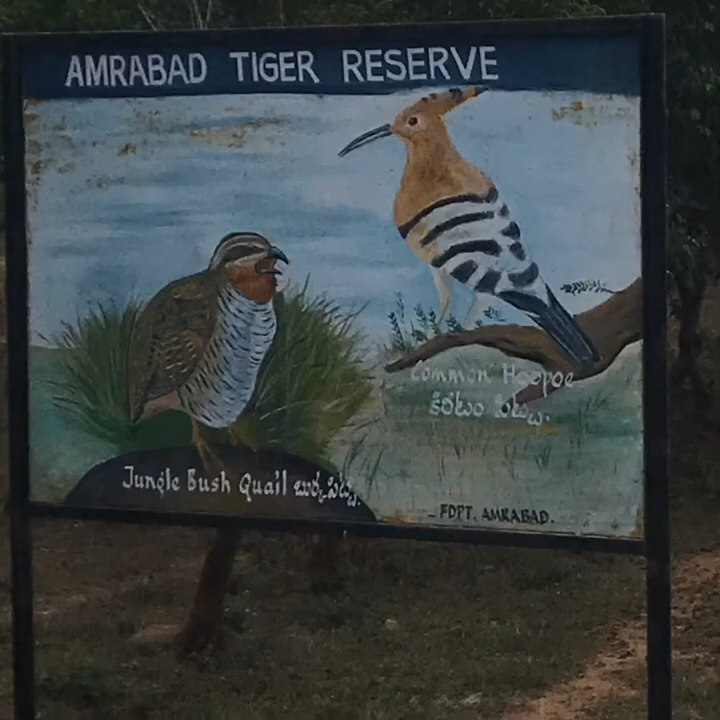 AMRABAD TIGER RESERVE
Common Hoopoe
కిరీటం పిట్ట.
Jungle Bush Quail బుర్క పిట్ట.
_ FDPT, AMRABAD.